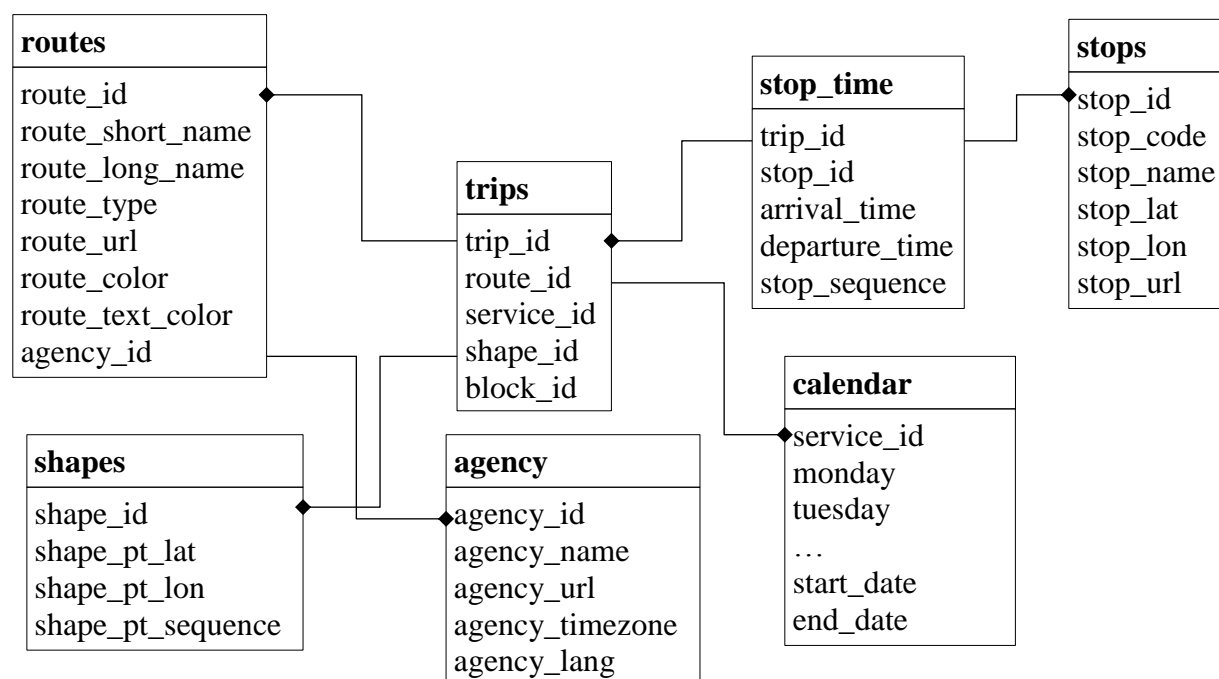 routes
route_id
route_short_name
route_long_name
route_type
route_url
route_color
route_text_color
agency_id
trips
trip_id
route_id
service_id
shape_id
block_id
stop_time
trip_id
stop_id
arrival_time
departure_time
stop_sequence
stops
stop_id
stop_code
stop_name
stop_lat
stop_lon
stop_url
shapes
shape_id
shape_pt_lat
shape_pt_lon
shape_pt_sequence
agency
agency_id
agency_name
agency_url
agency_timezone
agency_lang
calendar
service_id
monday
tuesday
…
start_date
end_date